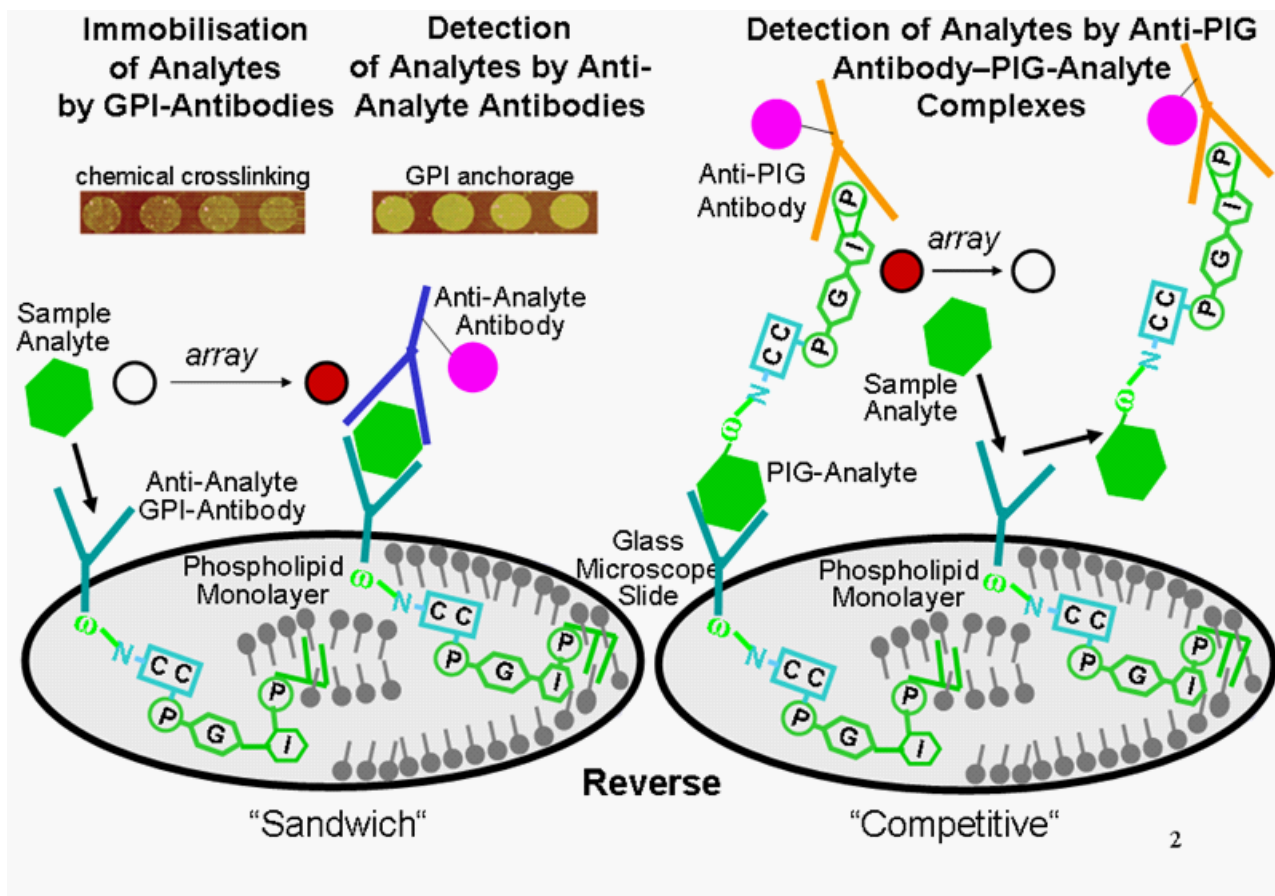 Immobilisation
of Analytes
by GPI-Antibodies
Detection
of Analytes by Anti-
Analyte Antibodies
Detection of Analytes by Anti-PIG
Antibody–PIG-Analyte
Complexes
chemical crosslinking
GPI anchorage
Anti-PIG
Antibody
array
Sample
Analyte
array
Anti-Analyte
Antibody
Sample
Analyte
PIG-Analyte
Anti-Analyte
GPI-Antibody
Glass
Microscope
Slide
Phospholipid
Monolayer
Phospholipid
Monolayer
P
I
G
P
C C
N
ω
P
I
G
P
C C
N
ω
ω
N
C C
P
G
I
P
ω
N
C C
P
G
I
P
ω
N
C C
P
G
I
P
ω
N
C C
P
G
I
P
Reverse
“Sandwich“
“Competitive“
2